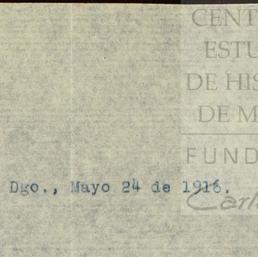 CENT
ESTU
DE HIS
DE M
FUND
Carl
Dgo., Mayo 24 de 1916.